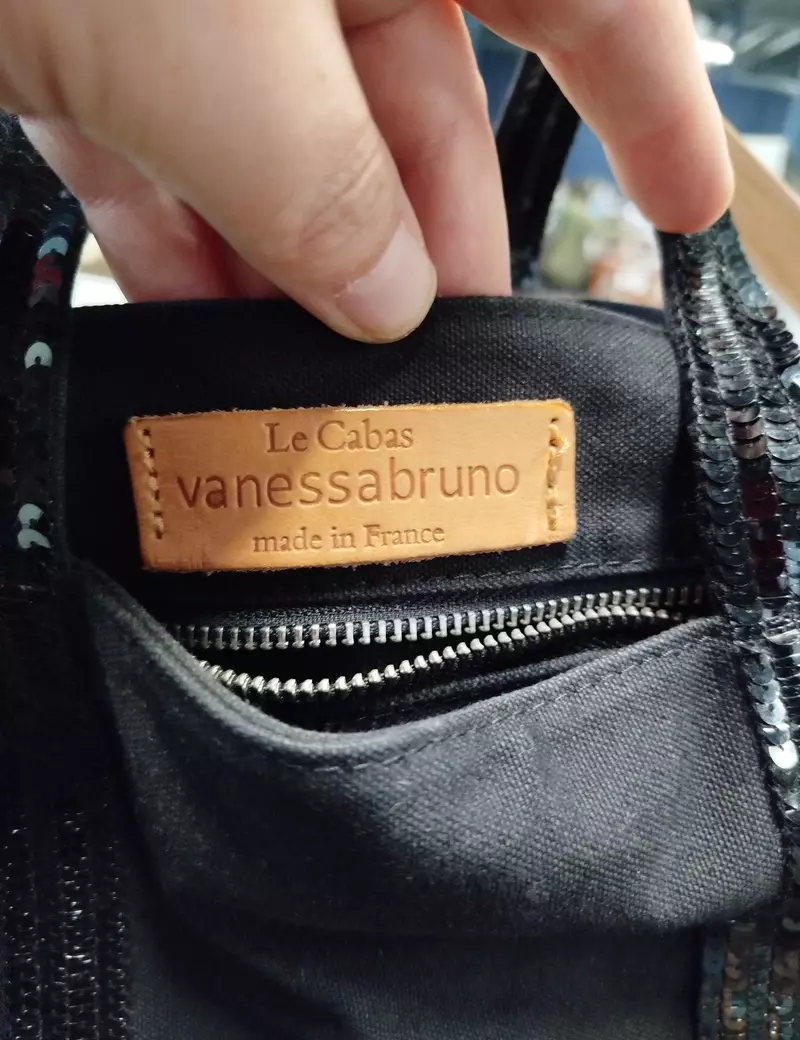 Le Cabas
vanessabruno
made in France